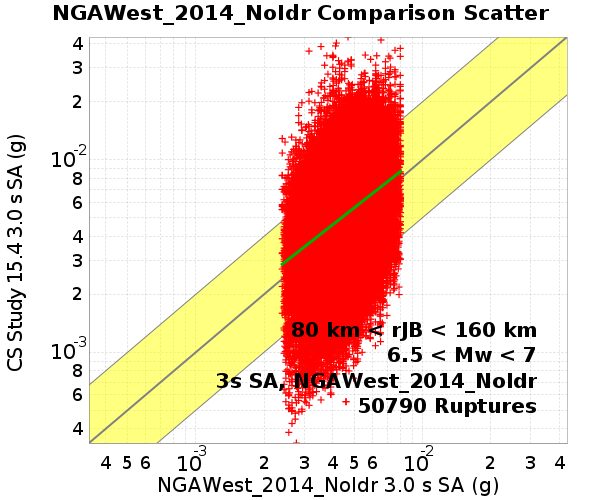 NGAWest_2014_NoIdr Comparison Scatter
CS Study 15.4 3.0 s SA (g)
4
3
2
10-2
8
6
4
3
2
10-3
8
6
4
80 km < rJB < 160 km
6.5 < Mw < 7
3s SA, NGAWest_2014_NoIdr
50790 Ruptures
4 5 6 10-3 2 3 4 5 6 10-2 2 3 4
NGAWest_2014_NoIdr 3.0 s SA (g)